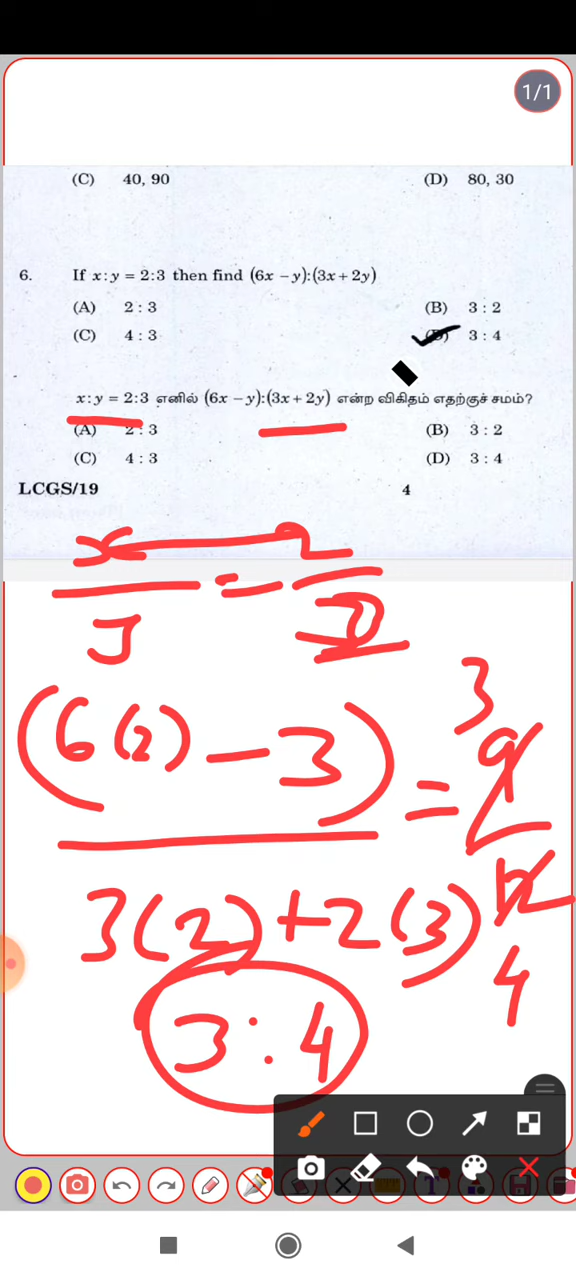 1/1
(C) 40, 90 (D) 80, 30
6. If x : y = 2 : 3 then find (6x − y):(3x + 2y)
(A) 2 : 3 (B) 3 : 2
(C) 4 : 3 (D) 3 : 4
x : y = 2 : 3 எனில் (6x − y):(3x + 2y) என்ற விகிதம் எதற்குச் சமம்?
(A) 2 : 3 (B) 3 : 2
(C) 4 : 3 (D) 3 : 4
LCGS/19 4
x/y = 2/3
(6(2) − 3) = 9 3
3(2) + 2(3) 12 4
3 : 4